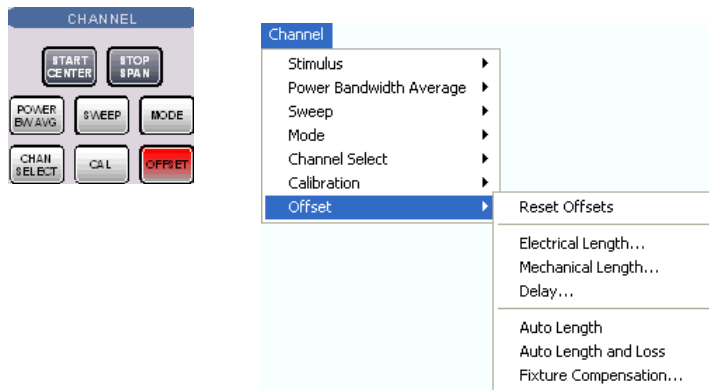 CHANNEL
START
CENTER
STOP
SPAN
POWER
BW AVG
SWEEP
MODE
CHAN
SELECT
CAL
OFFSET
Channel
Stimulus
Power Bandwidth Average
Sweep
Mode
Channel Select
Calibration
Offset
Reset Offsets
Electrical Length...
Mechanical Length...
Delay...
Auto Length
Auto Length and Loss
Fixture Compensation...